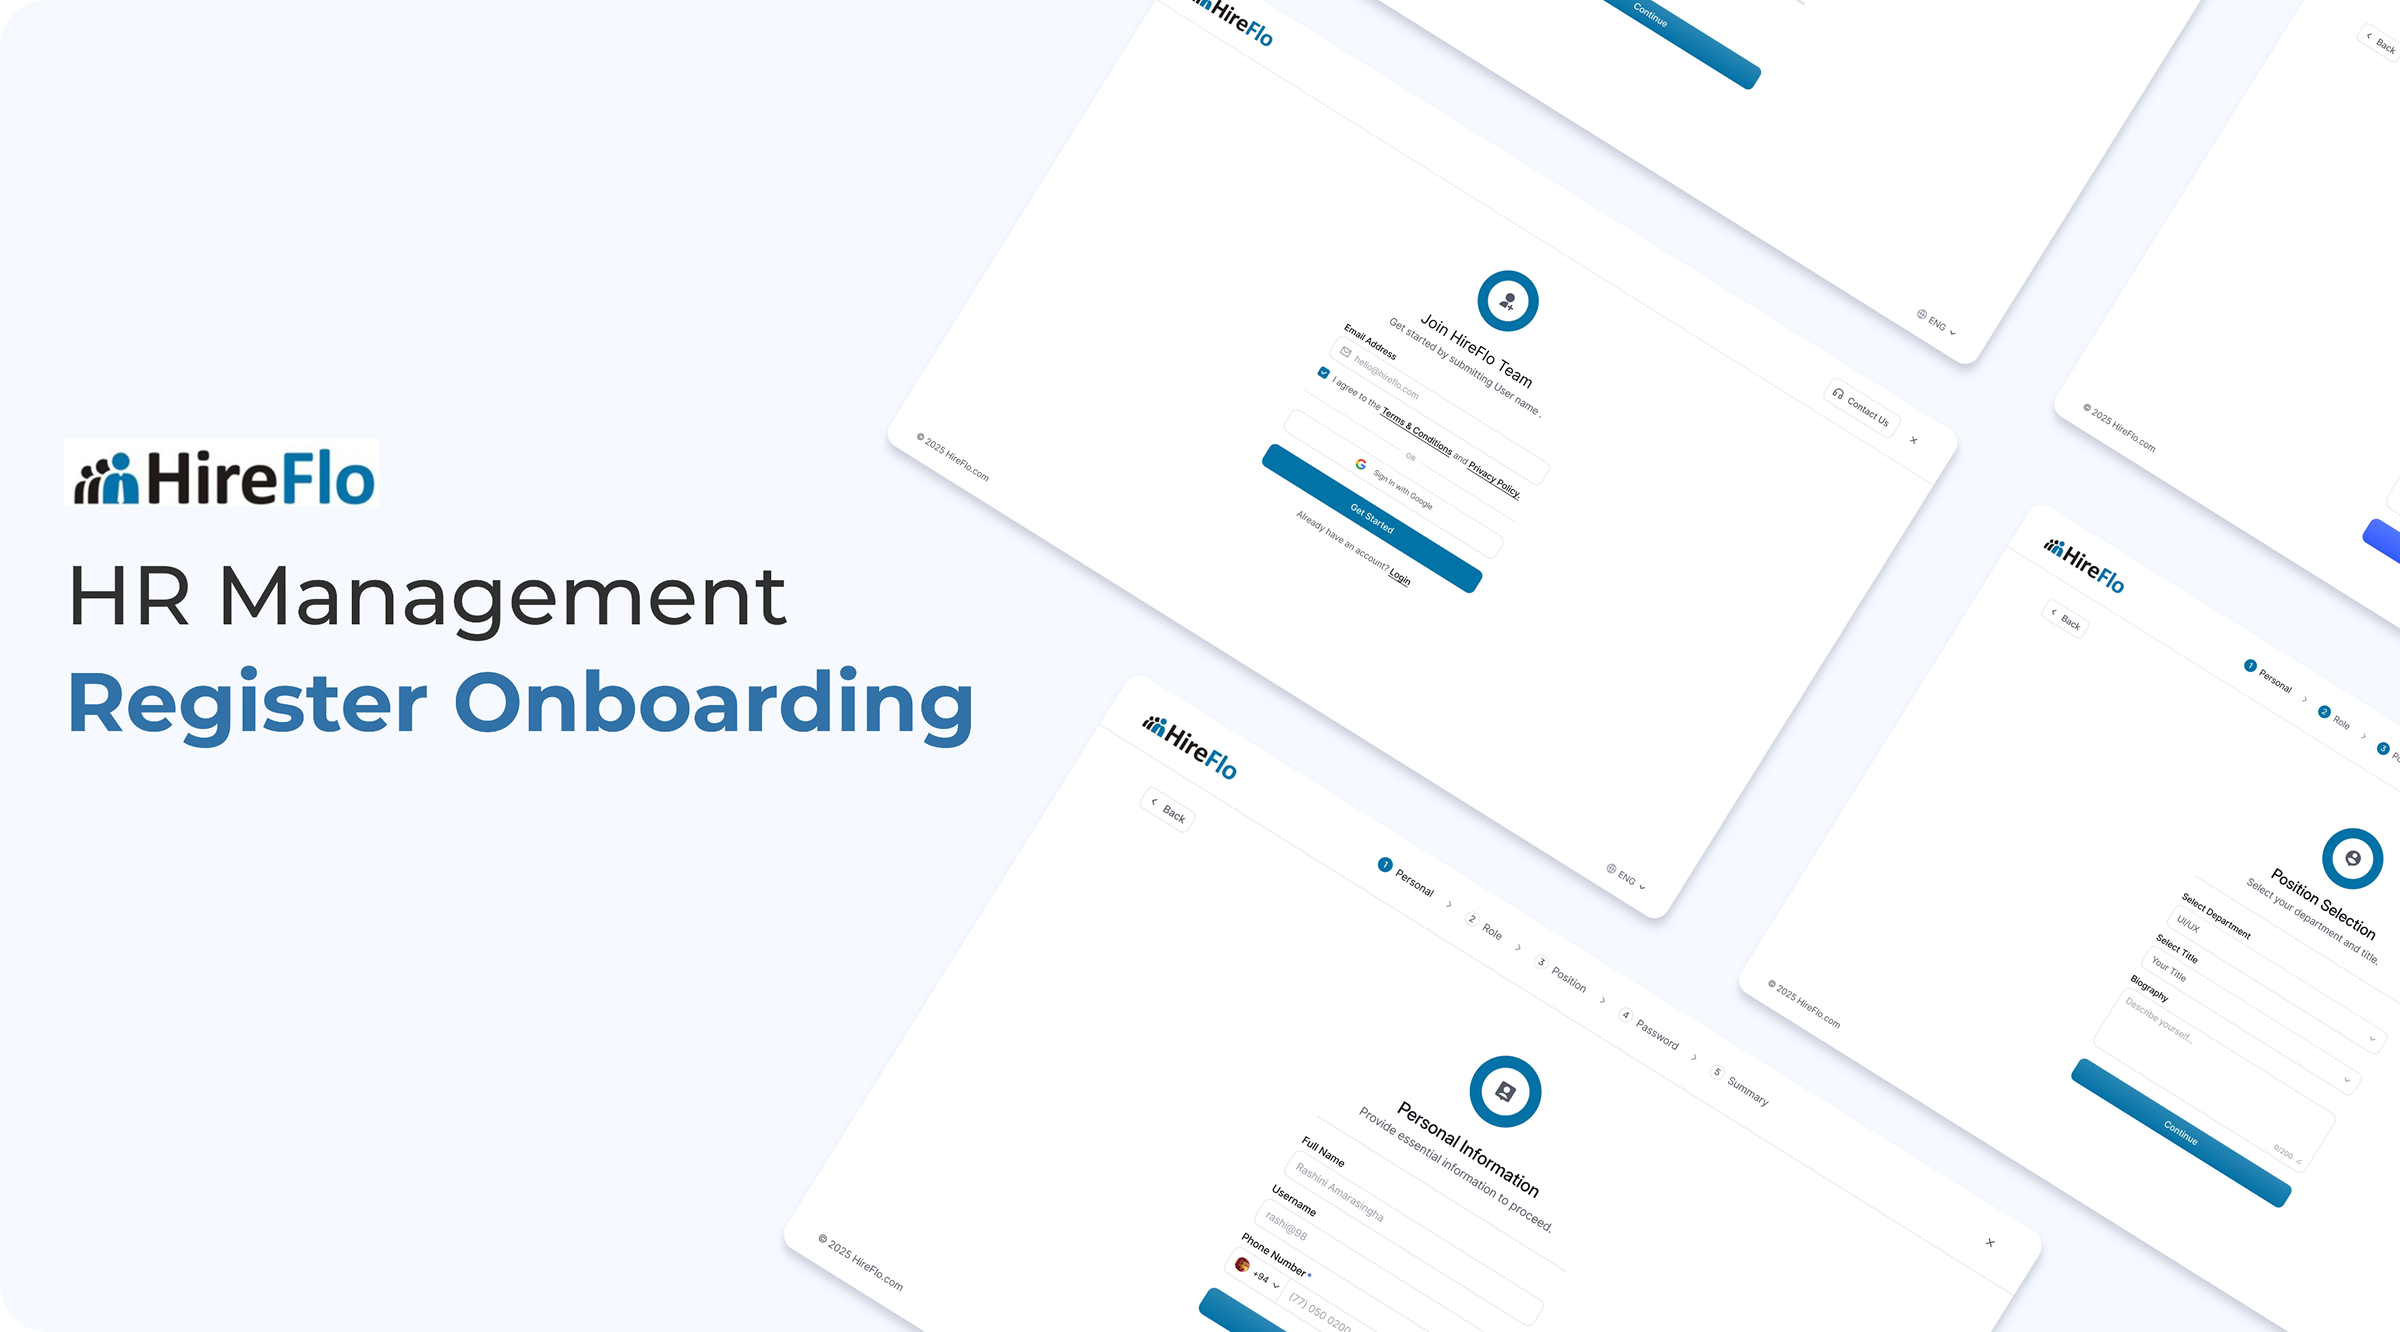 HireFlo
HR Management
Register Onboarding
HireFlo
Contact Us
Join HireFlo Team
Get started by submitting User name .
Email Address
hello@hireflo.com
I agree to the Terms & Conditions and Privacy Policy.
OR
Sign in with Google
Get Started
Already have an account? Login
© 2025 HireFlo.com
ENG
Continue
ENG
Back
© 2025 HireFlo.com
HireFlo
Back
1 Personal
2 Role
3 Position
4 Password
5 Summary
Personal Information
Provide essential information to proceed.
Full Name
Rashini Amarasingha
Username
rashi@98
Phone Number
+94
(77) 050 0200
© 2025 HireFlo.com
HireFlo
Back
1 Personal
2 Role
3
Position Selection
Select your department and title.
Select Department
UI/UX
Select Title
Your Title
Biography
Describe yourself...
0/200
Continue
© 2025 HireFlo.com